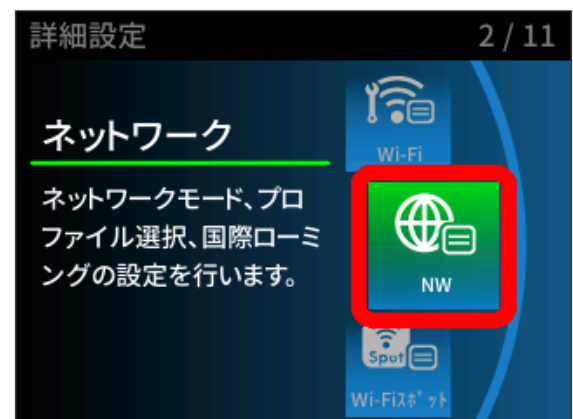 詳細設定
2 / 11
ネットワーク
ネットワークモード、プロ
ファイル選択、国際ローミ
ングの設定を行います。
Wi-Fi
NW
Spot
Wi-Fiｽﾎﾟｯﾄ